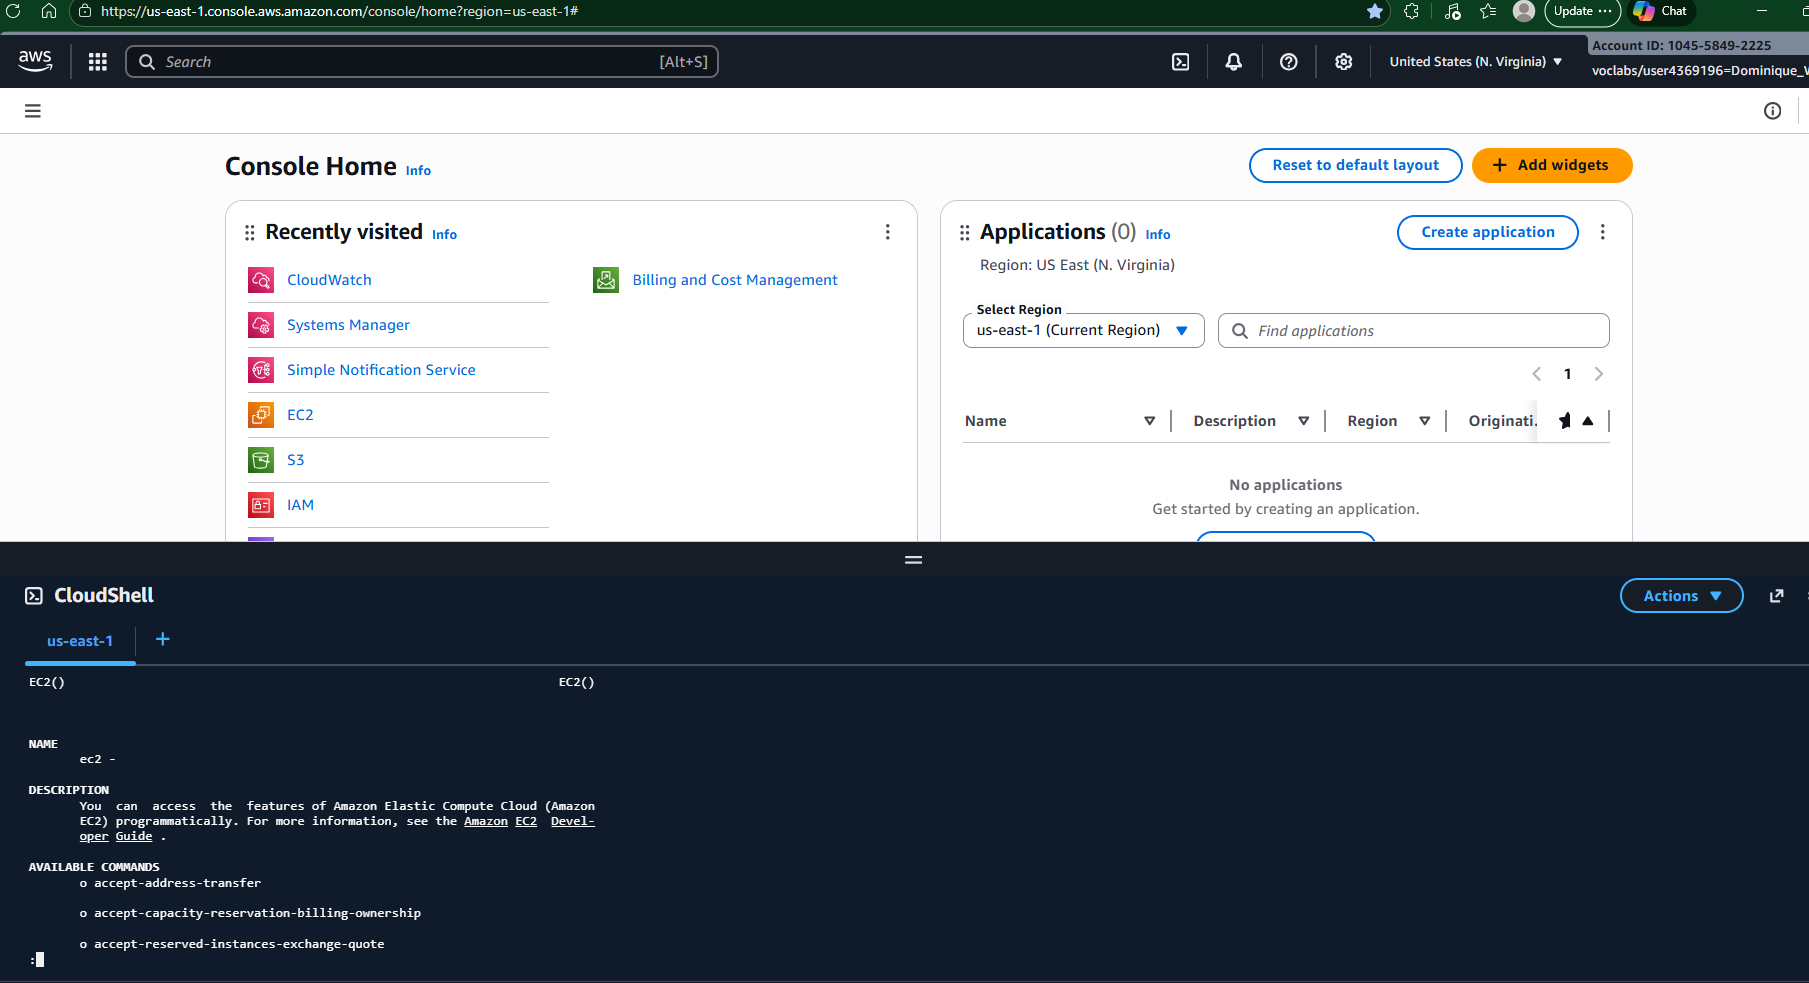 https://us-east-1.console.aws.amazon.com/console/home?region=us-east-1#
Update
Chat
aws
Search
[Alt+S]
United States (N. Virginia)
Account ID: 1045-5849-2225
voclabs/user4369196=Dominique_
Console Home Info
Reset to default layout
Add widgets
Recently visited Info
CloudWatch
Billing and Cost Management
Systems Manager
Simple Notification Service
EC2
S3
IAM
Applications (0) Info
Create application
Region: US East (N. Virginia)
Select Region
us-east-1 (Current Region)
Find applications
1
Name
Description
Region
Originati.
No applications
Get started by creating an application.
CloudShell
Actions
us-east-1
EC2() EC2()
NAME
ec2 -
DESCRIPTION
You can access the features of Amazon Elastic Compute Cloud (Amazon
EC2) programmatically. For more information, see the Amazon EC2 Devel-
oper Guide .
AVAILABLE COMMANDS
o accept-address-transfer
o accept-capacity-reservation-billing-ownership
o accept-reserved-instances-exchange-quote
: